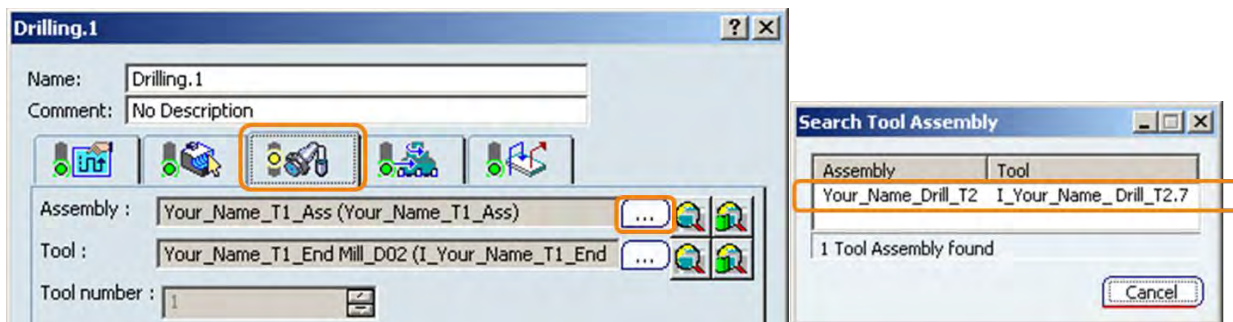 Drilling.1
Name: Drilling.1
Comment: No Description
Assembly : Your_Name_T1_Ass (Your_Name_T1_Ass) ...
Tool : Your_Name_T1_End Mill_D02 (I_Your_Name_T1_End ...
Tool number : 1
Search Tool Assembly
Assembly Tool
Your_Name_Drill_T2 I_Your_Name_ Drill_T2.7
1 Tool Assembly found
Cancel